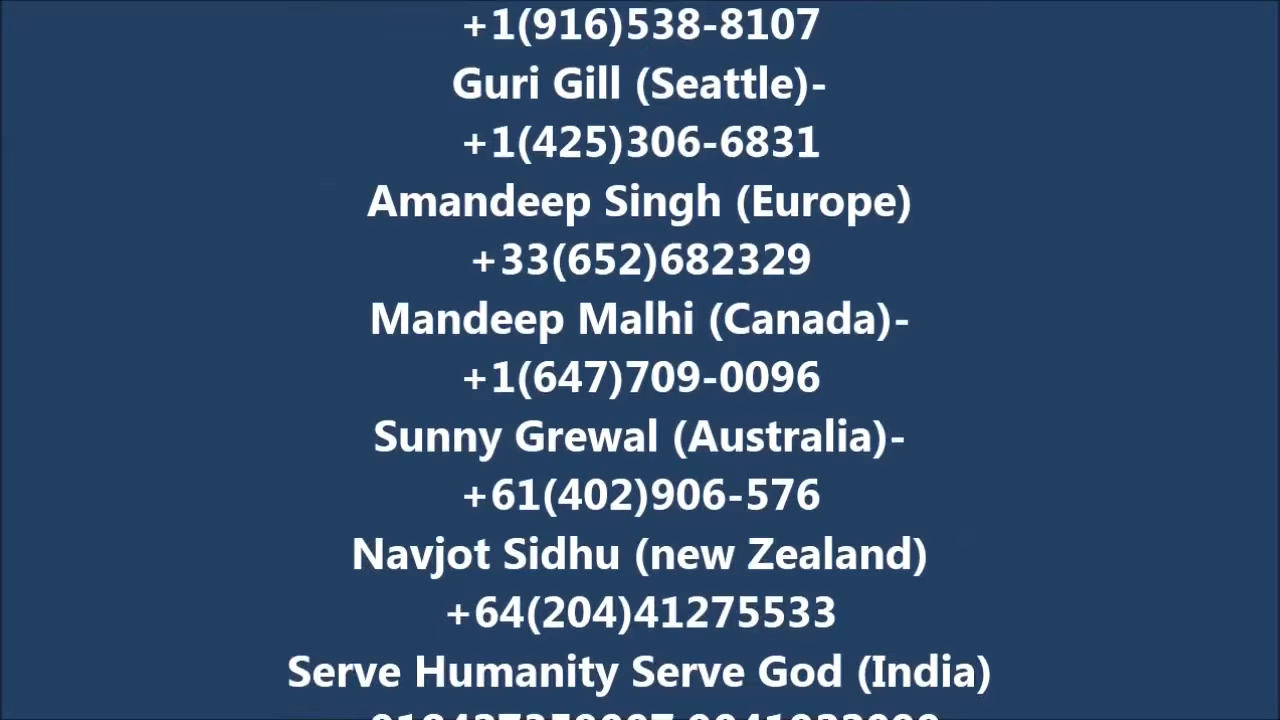 +1(916)538-8107
Guri Gill (Seattle)-
+1(425)306-6831
Amandeep Singh (Europe)
+33(652)682329
Mandeep Malhi (Canada)-
+1(647)709-0096
Sunny Grewal (Australia)-
+61(402)906-576
Navjot Sidhu (new Zealand)
+64(204)41275533
Serve Humanity Serve God (India)